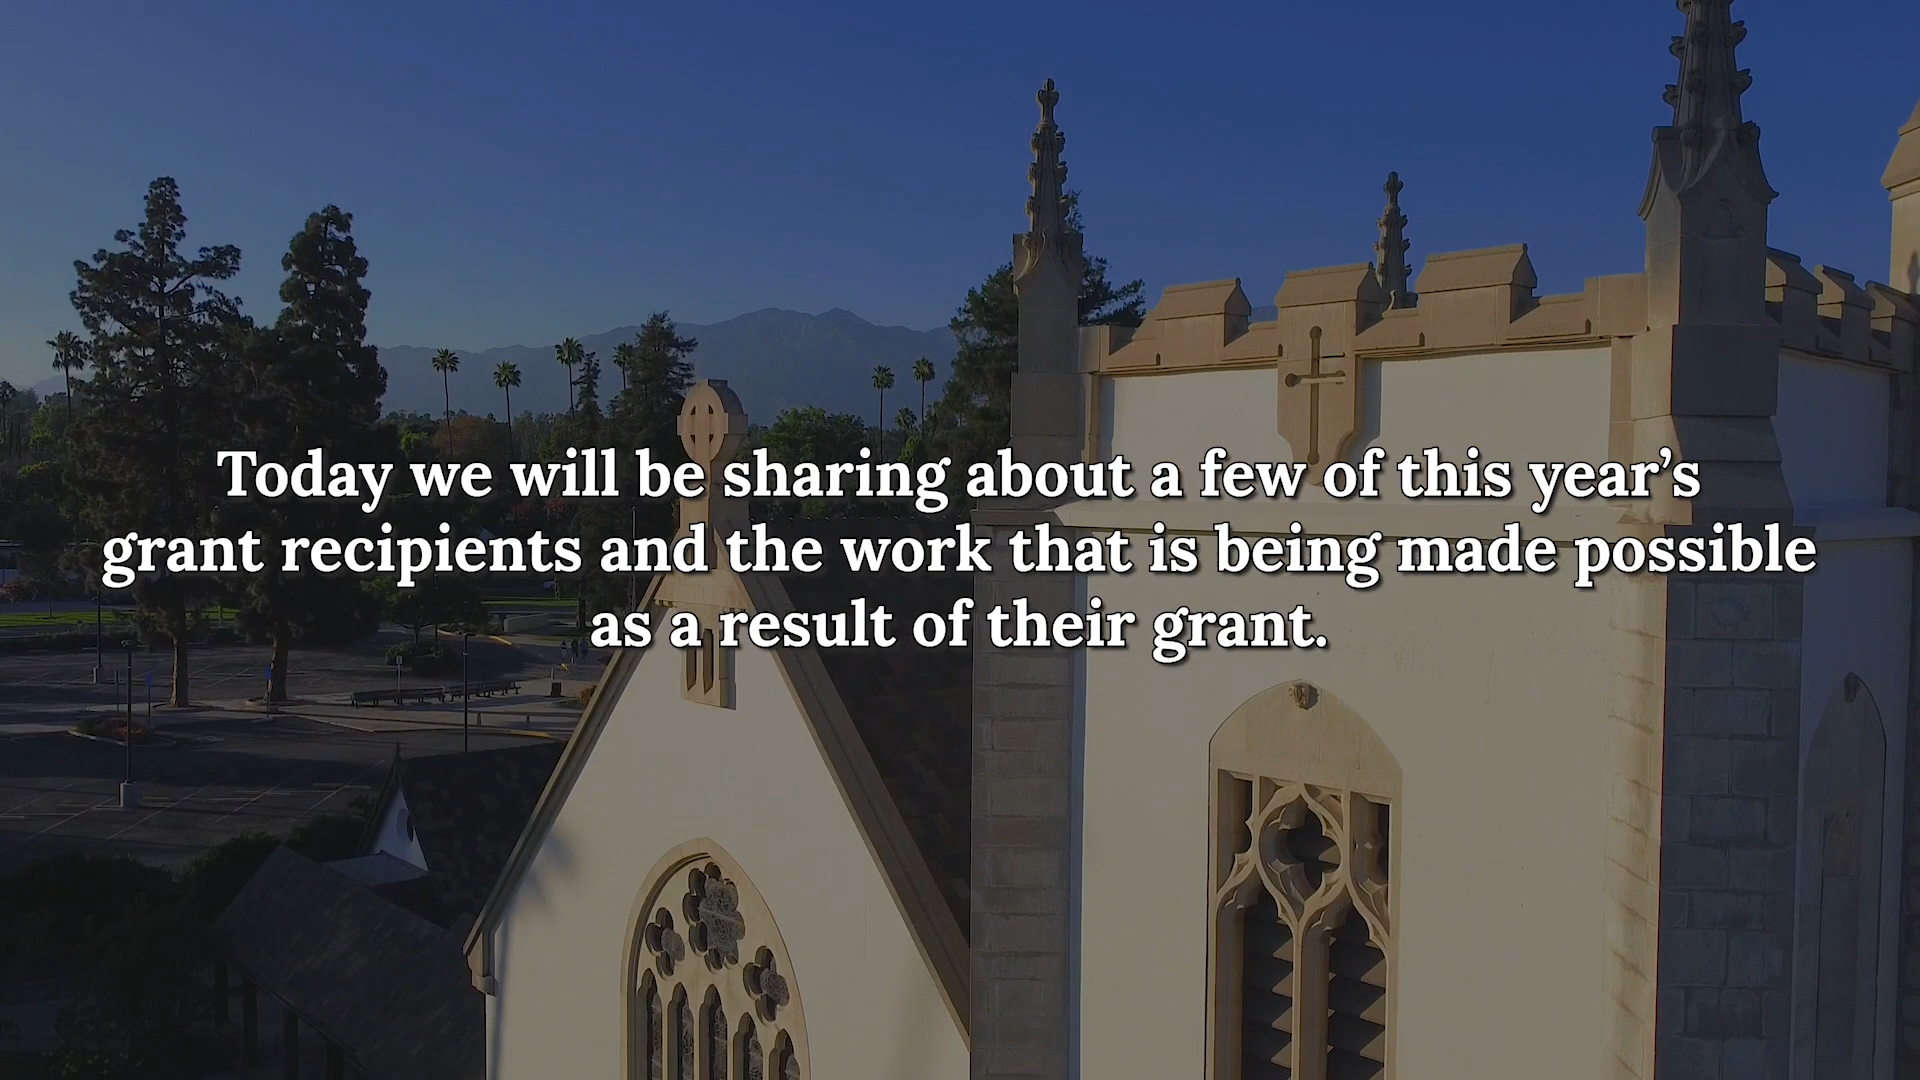 Today we will be sharing about a few of this year’s
grant recipients and the work that is being made possible
as a result of their grant.